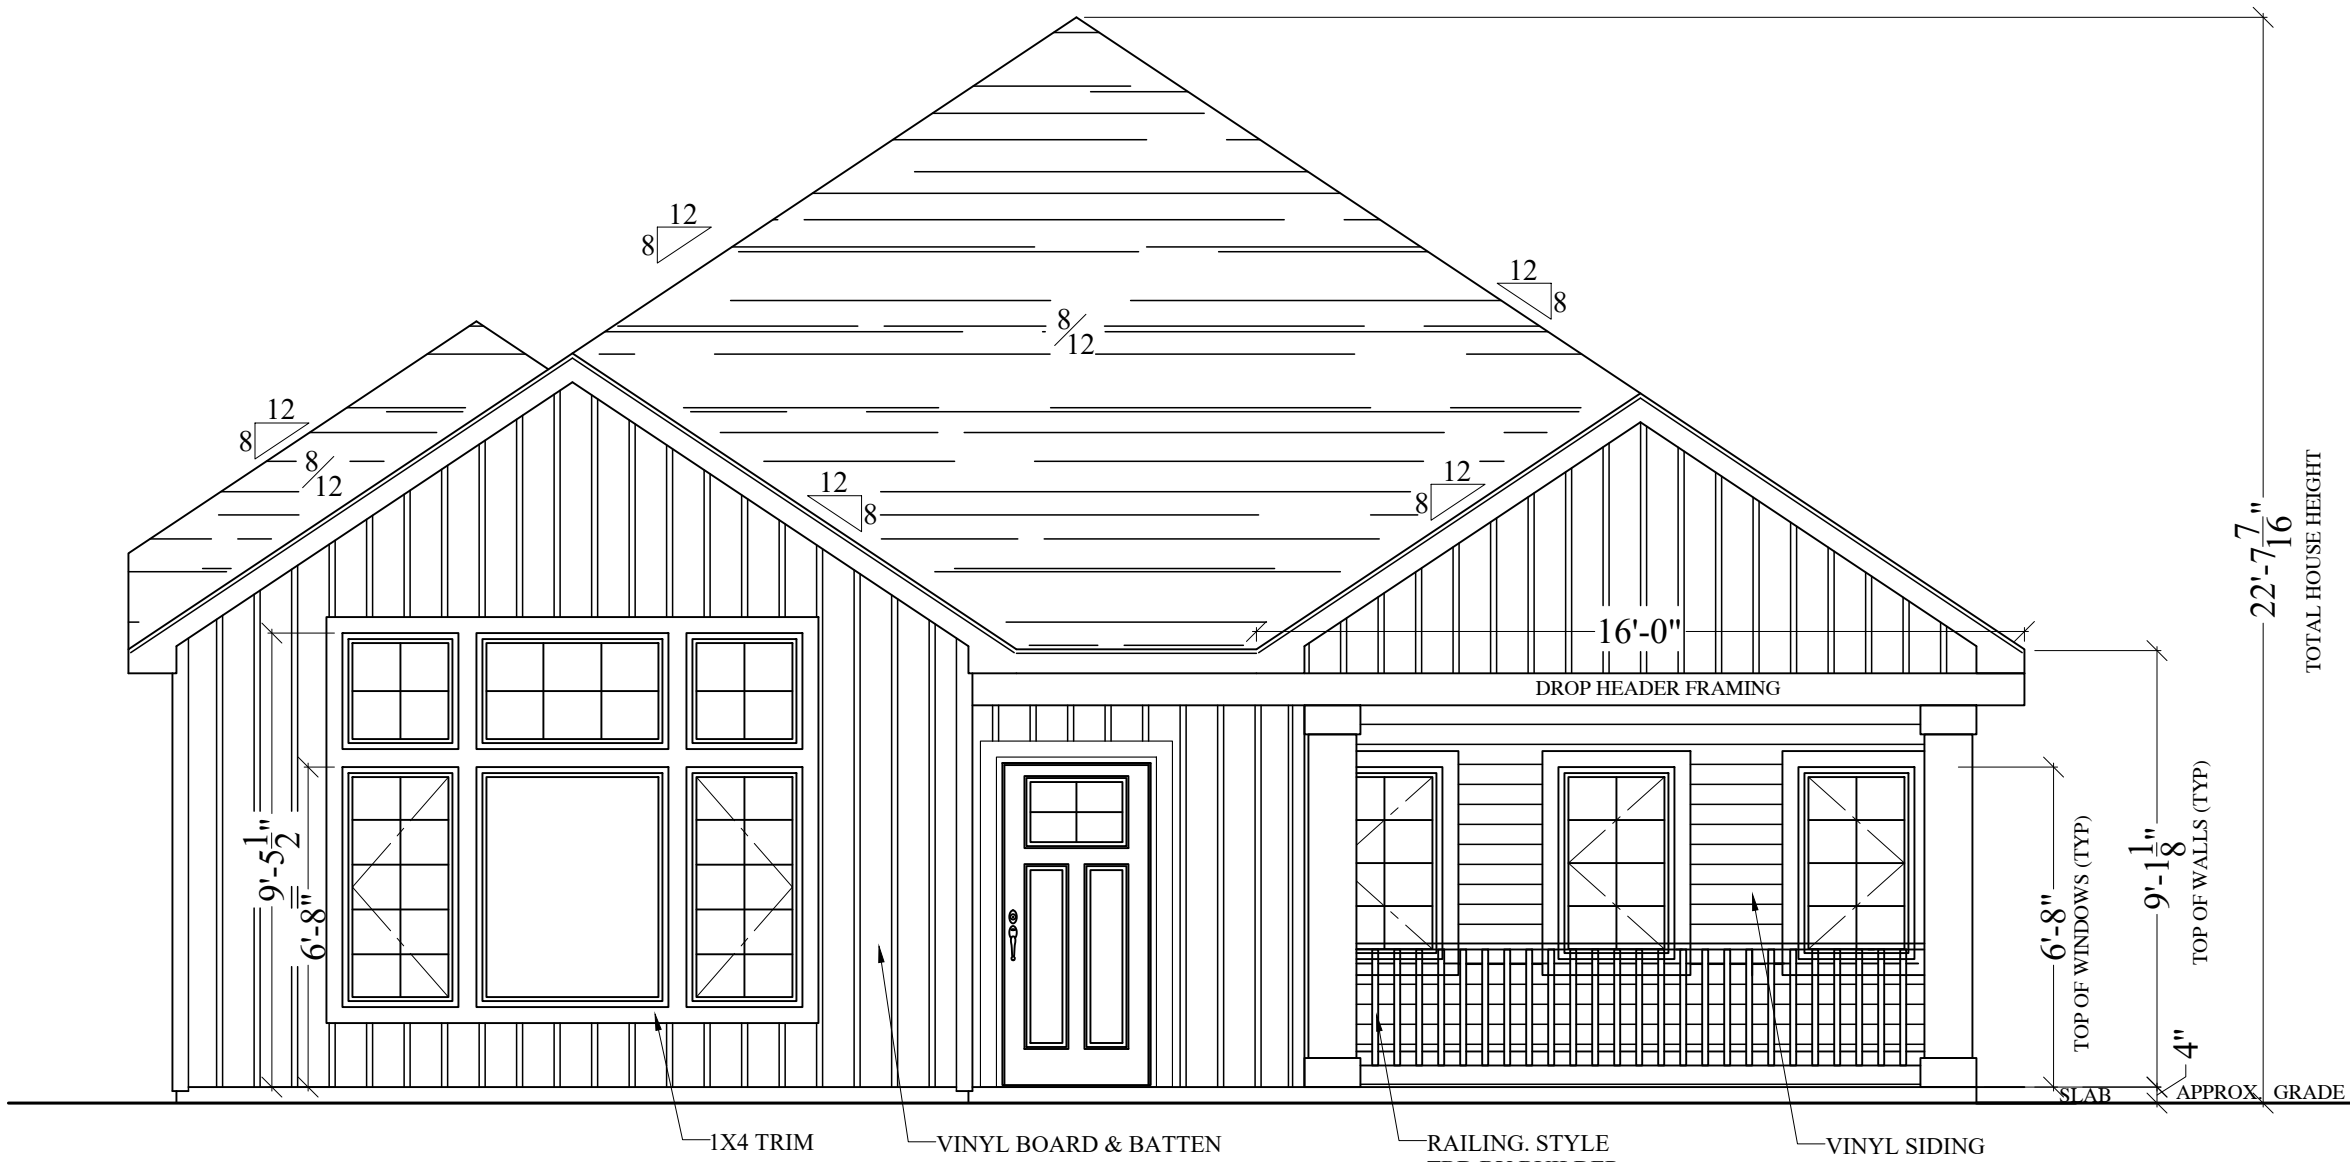 12
8
12
8
8/12
12
8
8/12
12
8
12
8
16'-0"
DROP HEADER FRAMING
22'-7 7/16"
TOTAL HOUSE HEIGHT
9'-5 1/2"
6'-8"
6'-8"
TOP OF WINDOWS (TYP)
9'-1 1/8"
TOP OF WALLS (TYP)
4"
SLAB
APPROX. GRADE
1X4 TRIM
VINYL BOARD & BATTEN
RAILING. STYLE
VINYL SIDING